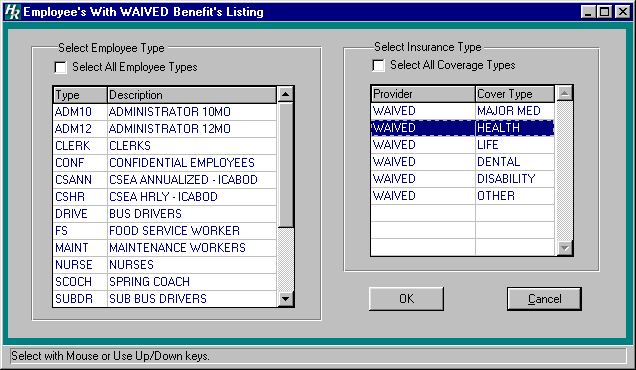 HR Employee's With WAIVED Benefit's Listing
Select Employee Type
Select All Employee Types
Type Description
ADM10 ADMINISTRATOR 10MO
ADM12 ADMINISTRATOR 12MO
CLERK CLERKS
CONF CONFIDENTIAL EMPLOYEES
CSANN CSEA ANNUALIZED - ICABOD
CSHR CSEA HRLY - ICABOD
DRIVE BUS DRIVERS
FS FOOD SERVICE WORKER
MAINT MAINTENANCE WORKERS
NURSE NURSES
SCOCH SPRING COACH
SUBDR SUB BUS DRIVERS
Select Insurance Type
Select All Coverage Types
Provider Cover Type
WAIVED MAJOR MED
WAIVED HEALTH
WAIVED LIFE
WAIVED DENTAL
WAIVED DISABILITY
WAIVED OTHER
OK Cancel
Select with Mouse or Use Up/Down keys.